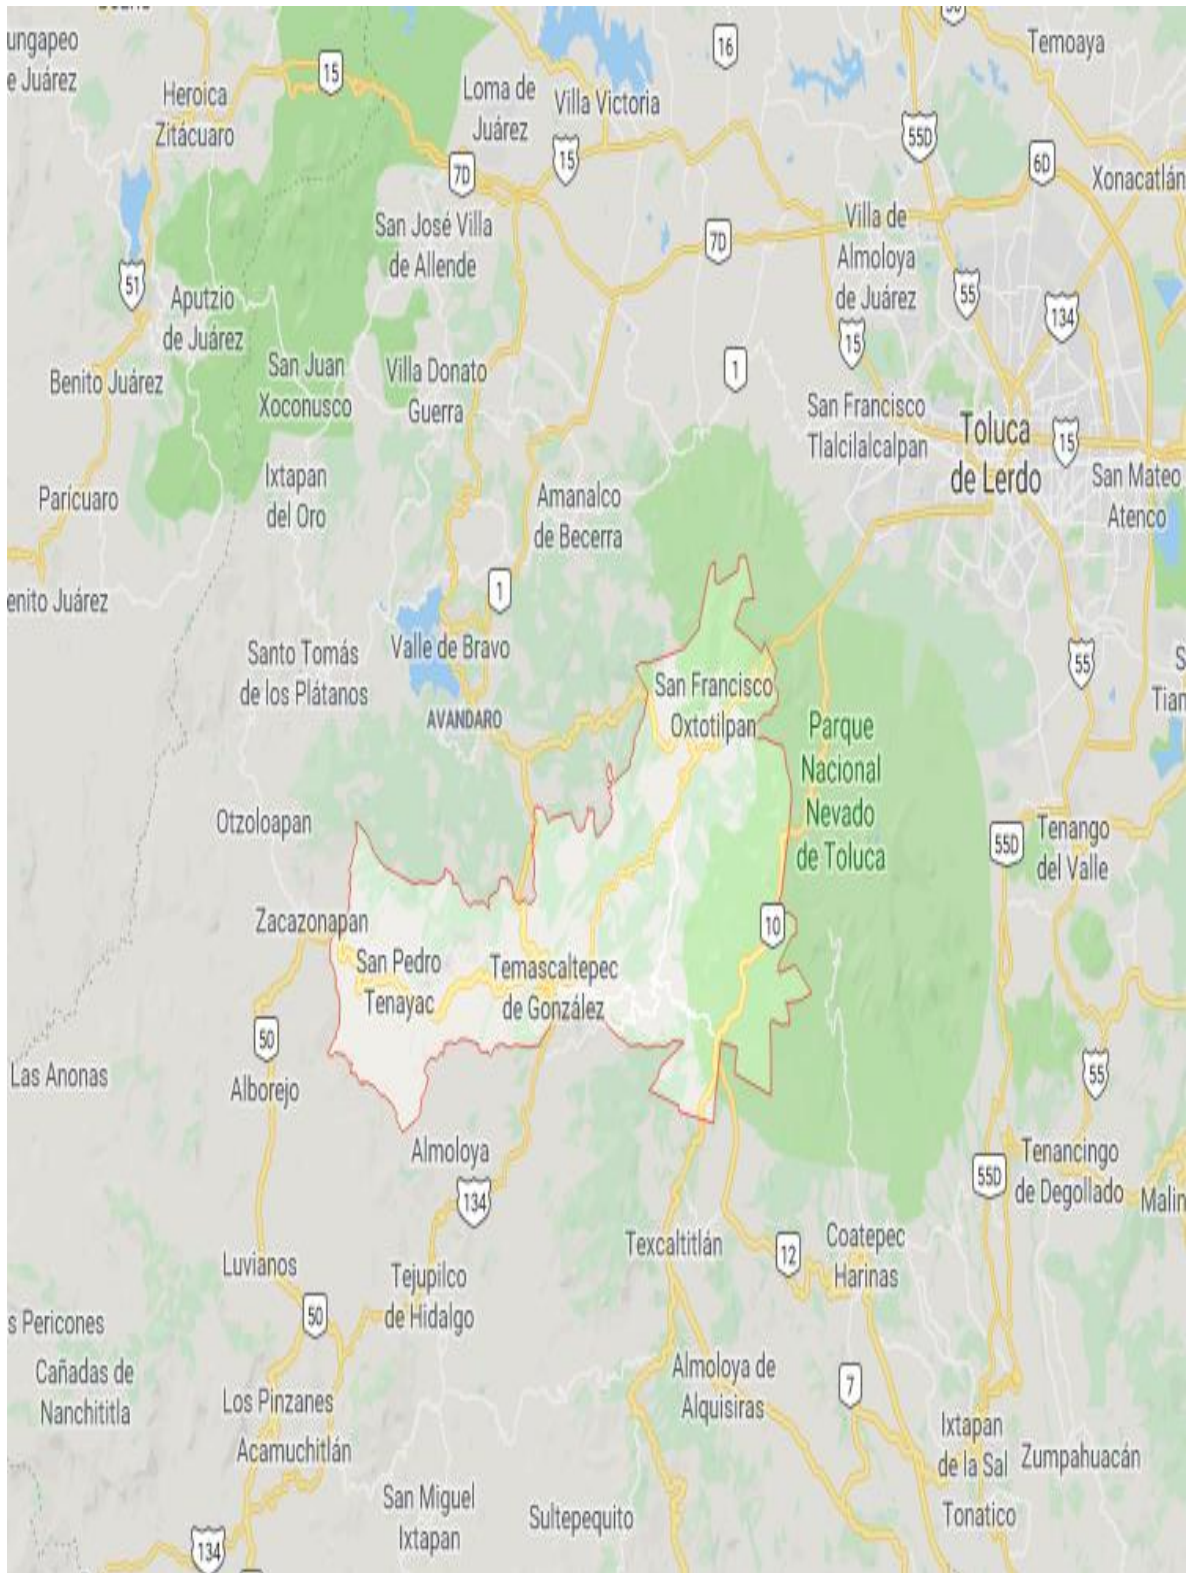 ungapeo
e Juárez
Heroica
Zitácuaro
15
Loma de
Juárez
Villa Victoria
16
Temoaya
7D
15
55D
6D
Xonacatlán
San José Villa
de Allende
7D
Villa de
Almoloya
de Juárez
51
Aputzio
de Juárez
55
134
15
Benito Juárez
San Juan
Xoconusco
Villa Donato
Guerra
1
San Francisco
Tlalcilalcalpan
Toluca
de Lerdo
15
Paricuaro
Ixtapan
del Oro
Amanalco
de Becerra
San Mateo
Atenco
enito Juárez
1
Santo Tomás
de los Plátanos
Valle de Bravo
AVANDARO
San Francisco
Oxtotilpan
55
S
Tian
Parque
Nacional
Nevado
de Toluca
Otzoloapan
55D
Tenango
del Valle
Zacazonapan
San Pedro
Tenayac
Temascaltepec
de González
10
50
Las Anonas
Alborejo
55
Almoloya
134
55D
Tenancingo
de Degollado
Malin
Texcaltitlán
12
Coatepec
Harinas
Luvianos
Tejupilco
de Hidalgo
50
s Pericones
Cañadas de
Nanchititla
Los Pinzanes
Acamuchitlán
Almoloya de
Alquisiras
7
Ixtapan
de la Sal
Zumpahuacán
San Miguel
Ixtapan
Sultepequito
Tonatico
134